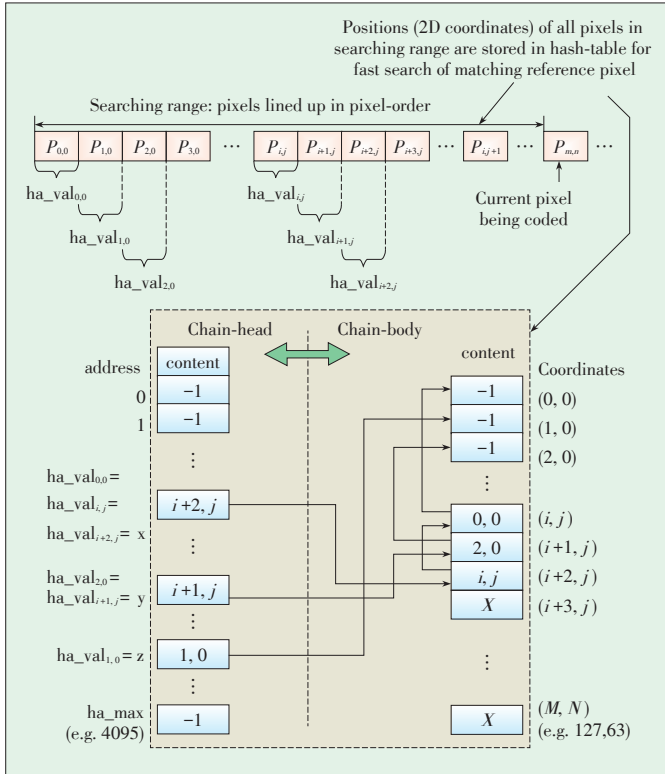 Positions (2D coordinates) of all pixels in
searching range are stored in hash-table for
fast search of matching reference pixel
Searching range: pixels lined up in pixel-order
P0,0 P1,0 P2,0 P3,0 ··· Pi,j Pi+1,j Pi+2,j Pi+3,j ··· Pi,j+1 ··· Pm,n ···
ha_val0,0 ha_vali,j
ha_val1,0 ha_vali+1,j
ha_val2,0 ha_vali+2,j
Current pixel
being coded
Chain-head Chain-body
address content content Coordinates
0 −1 −1 (0, 0)
1 −1 −1 (1, 0)
−1 (2, 0)
⋮ ⋮
ha_val0,0 =
ha_vali,j =
ha_vali+2,j = x
i+2, j
0, 0 (i, j)
⋮
2, 0 (i+1, j)
ha_val2,0 =
ha_vali+1,j = y
i+1, j
i, j (i+2, j)
X (i+3, j)
⋮
ha_val1,0 = z 1, 0
⋮ ⋮
ha_max
(e.g. 4095)
−1
X (M, N)
(e.g. 127,63)